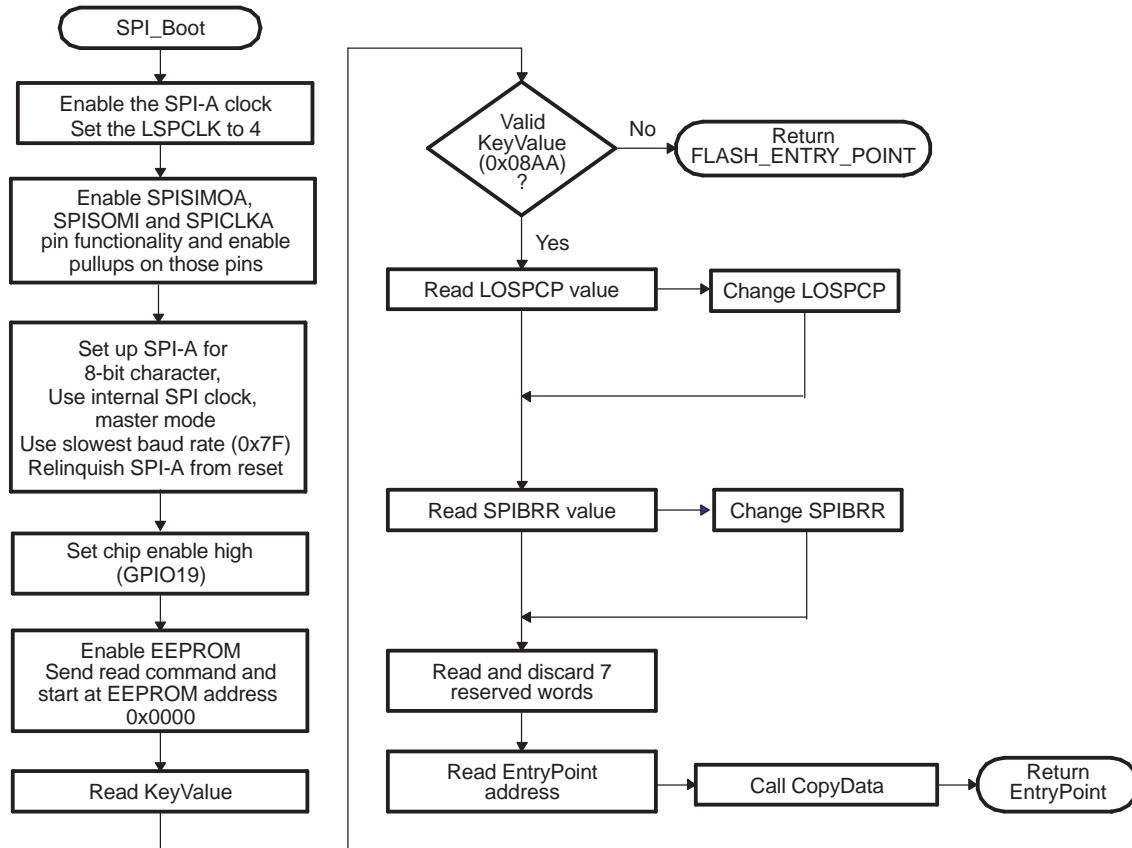 SPI_Boot
Enable the SPI-A clock
Set the LSPCLK to 4
Enable SPISIMOA,
SPISOMI and SPICLKA
pin functionality and enable
pullups on those pins
Set up SPI-A for
8-bit character,
Use internal SPI clock,
master mode
Use slowest baud rate (0x7F)
Relinquish SPI-A from reset
Set chip enable high
(GPIO19)
Enable EEPROM
Send read command and
start at EEPROM address
0x0000
Read KeyValue
Valid
KeyValue
(0x08AA)
?
No
Return
FLASH_ENTRY_POINT
Yes
Read LOSPCP value
Change LOSPCP
Read SPIBRR value
Change SPIBRR
Read and discard 7
reserved words
Read EntryPoint
address
Call CopyData
Return
EntryPoint